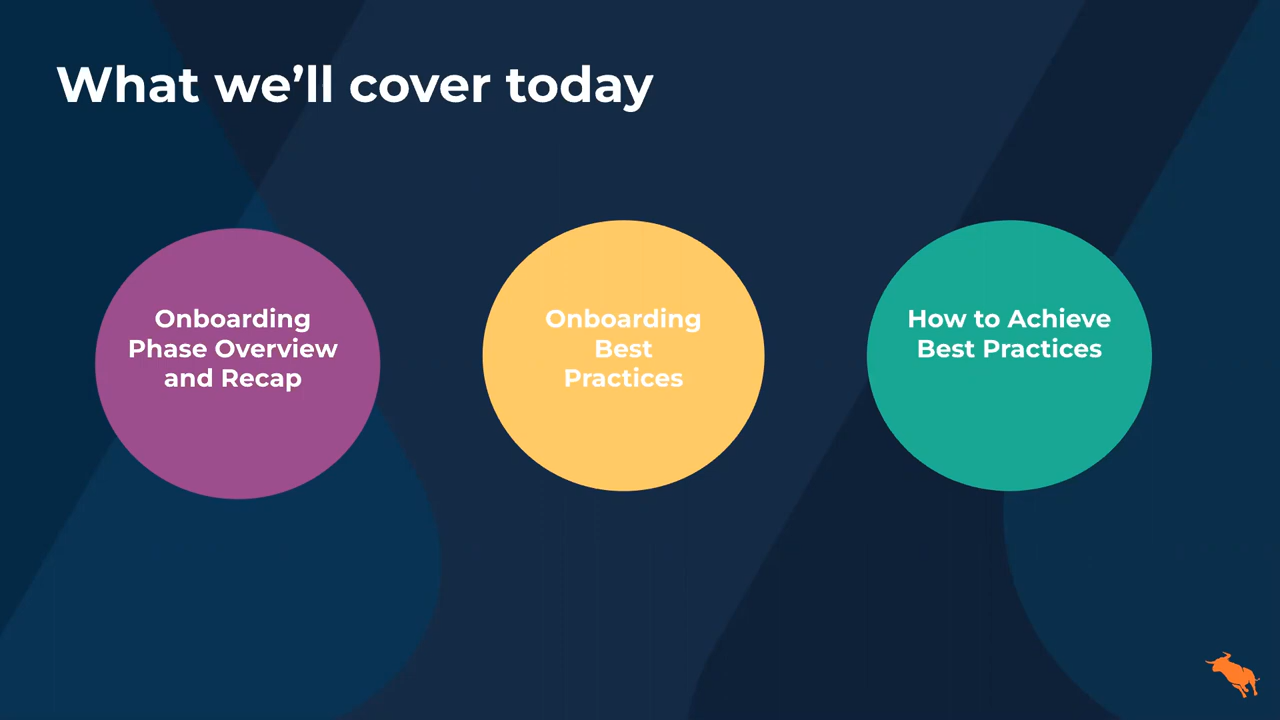 What we’ll cover today
Onboarding
Phase Overview
and Recap
Onboarding
Best
Practices
How to Achieve
Best Practices